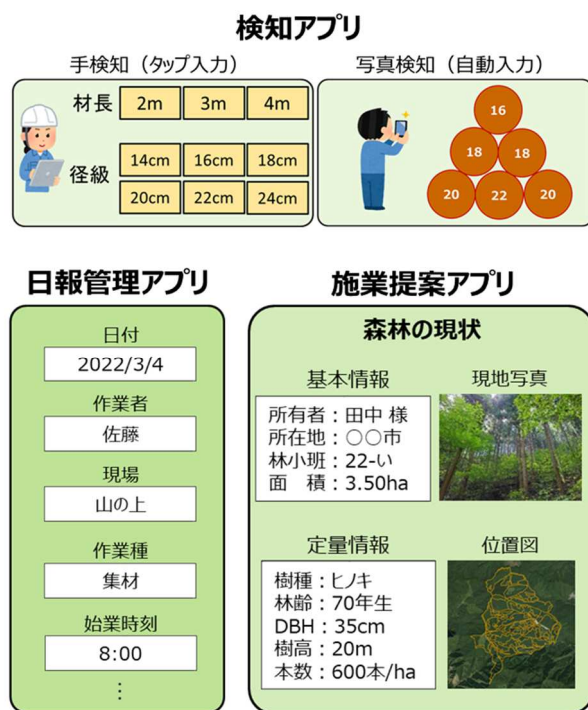 検知アプリ
手検知（タップ入力）
材長
2m
3m
4m
径級
14cm
16cm
18cm
20cm
22cm
24cm
写真検知（自動入力）
16
18
18
20
22
20
日報管理アプリ
日付
2022/3/4
作業者
佐藤
現場
山の上
作業種
集材
始業時刻
8:00
⋮
施業提案アプリ
森林の現状
基本情報
所有者：田中 様
所在地：○○市
林小班：22-い
面　積：3.50ha
現地写真
定量情報
樹種：ヒノキ
林齢：70年生
DBH：35cm
樹高：20m
本数：600本/ha
位置図